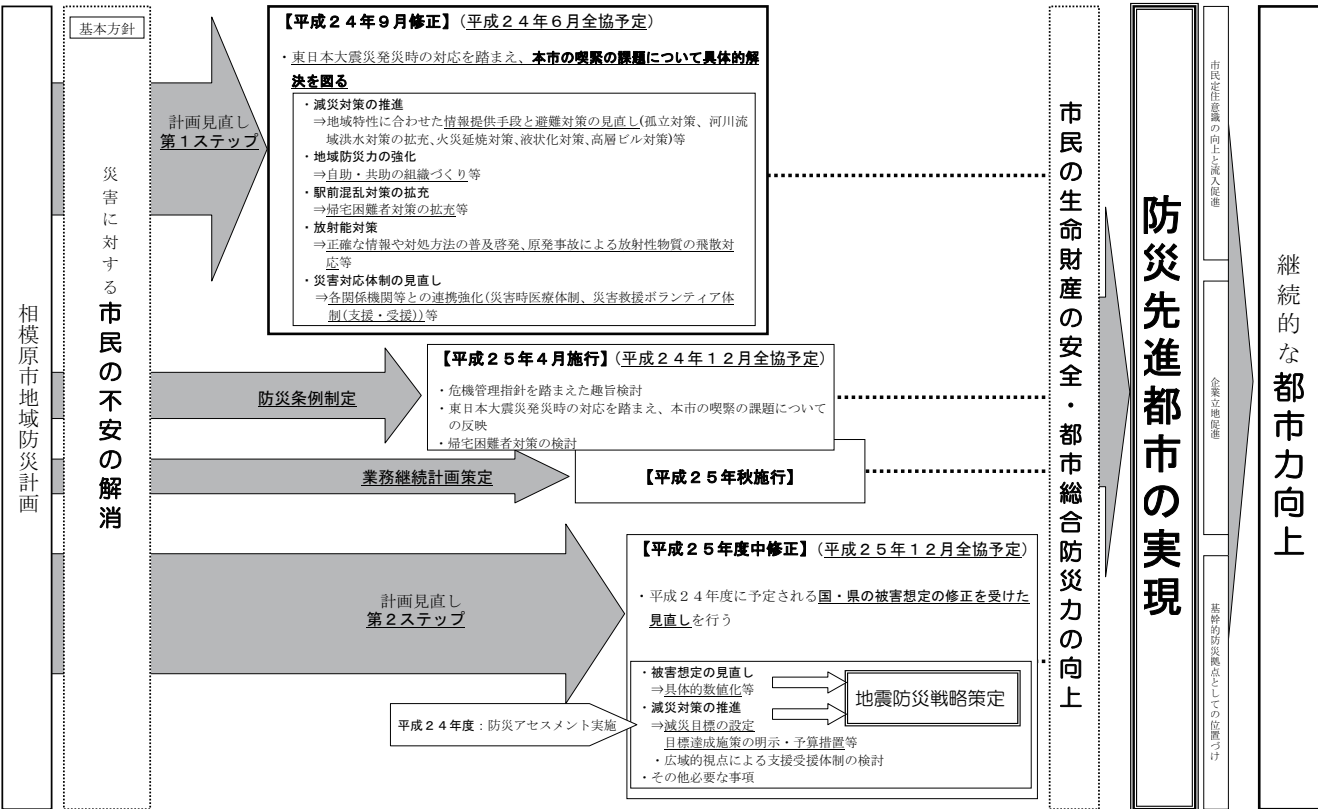 相模原市地域防災計画
基本方針
災害に対する市民の不安の解消
計画見直し
第1ステップ
【平成24年9月修正】(平成24年6月全協予定)
・東日本大震災発災時の対応を踏まえ、本市の喫緊の課題について具体的解
決を図る
・減災対策の推進
⇒地域特性に合わせた情報提供手段と避難対策の見直し(孤立対策、河川流
域洪水対策の拡充、火災延焼対策、液状化対策、高層ビル対策)等
・地域防災力の強化
⇒自助・共助の組織づくり等
・駅前混乱対策の拡充
⇒帰宅困難者対策の拡充等
・放射能対策
⇒正確な情報や対処方法の普及啓発、原発事故による放射性物質の飛散対
応等
・災害対応体制の見直し
⇒各関係機関等との連携強化(災害時医療体制、災害救援ボランティア体
制(支援・受援))等
防災条例制定
【平成25年4月施行】(平成24年12月全協予定)
・危機管理指針を踏まえた趣旨検討
・東日本大震災発災時の対応を踏まえ、本市の喫緊の課題について
の反映
・帰宅困難者対策の検討
業務継続計画策定
【平成25年秋施行】
計画見直し
第2ステップ
【平成25年度中修正】(平成25年12月全協予定)
・平成24年度に予定される国・県の被害想定の修正を受けた
見直しを行う
・被害想定の見直し
⇒具体的数値化等
・減災対策の推進
⇒減災目標の設定
目標達成施策の明示・予算措置等
・広域的視点による支援受援体制の検討
・その他必要な事項
地震防災戦略策定
平成24年度：防災アセスメント実施
市民の生命財産の安全・都市総合防災力の向上
防災先進都市の実現
市民定住意識の向上と流入促進
企業立地促進
基幹的防災拠点としての位置づけ
継続的な都市力向上